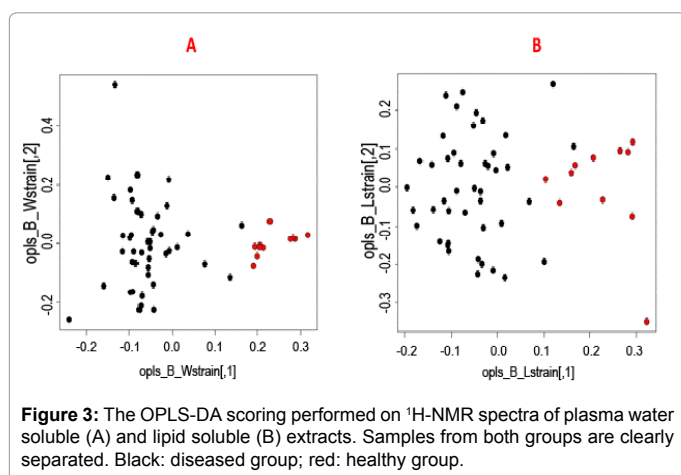 A
B
opls_B_Wstrain[,2]
0.4
0.2
0.0
-0.2
-0.2
-0.1
0.0
0.1
0.2
0.3
opls_B_Wstrain[,1]
opls_B_Lstrain[,2]
0.2
0.1
0.0
-0.1
-0.3
-0.2
-0.1
0.0
0.1
0.2
0.3
opls_B_Lstrain[,1]
Figure 3: The OPLS-DA scoring performed on ¹H-NMR spectra of plasma water
soluble (A) and lipid soluble (B) extracts. Samples from both groups are clearly
separated. Black: diseased group; red: healthy group.